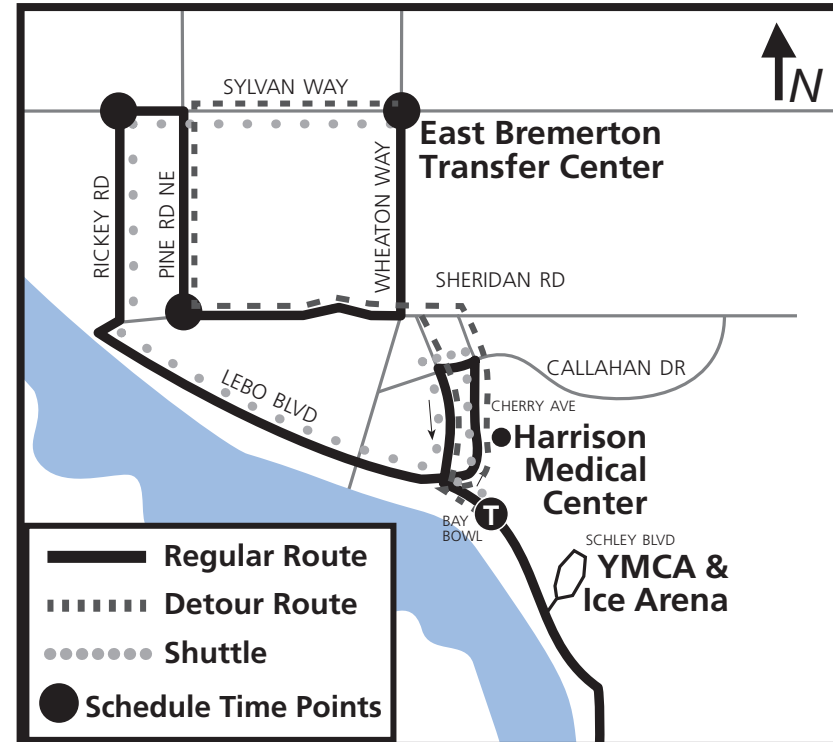 N
SYLVAN WAY
East Bremerton
Transfer Center
RICKEY RD
PINE RD NE
WHEATON WAY
SHERIDAN RD
CALLAHAN DR
LEBO BLVD
CHERRY AVE
Harrison
Medical
Center
BAY
BOWL
T
SCHLEY BLVD
YMCA &
Ice Arena
Regular Route
Detour Route
Shuttle
Schedule Time Points